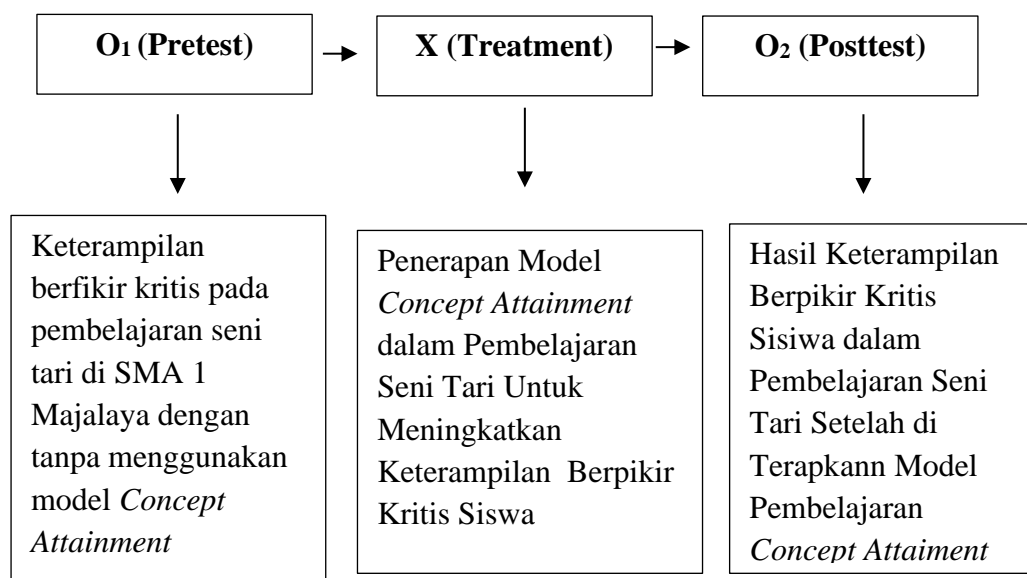 O1 (Pretest)
X (Treatment)
O2 (Posttest)
Keterampilan
berfikir kritis pada
pembelajaran seni
tari di SMA 1
Majalaya dengan
tanpa menggunakan
model Concept
Attainment
Penerapan Model
Concept Attainment
dalam Pembelajaran
Seni Tari Untuk
Meningkatkan
Keterampilan Berpikir
Kritis Siswa
Hasil Keterampilan
Berpikir Kritis
Sisiwa dalam
Pembelajaran Seni
Tari Setelah di
Terapkann Model
Pembelajaran
Concept Attaiment